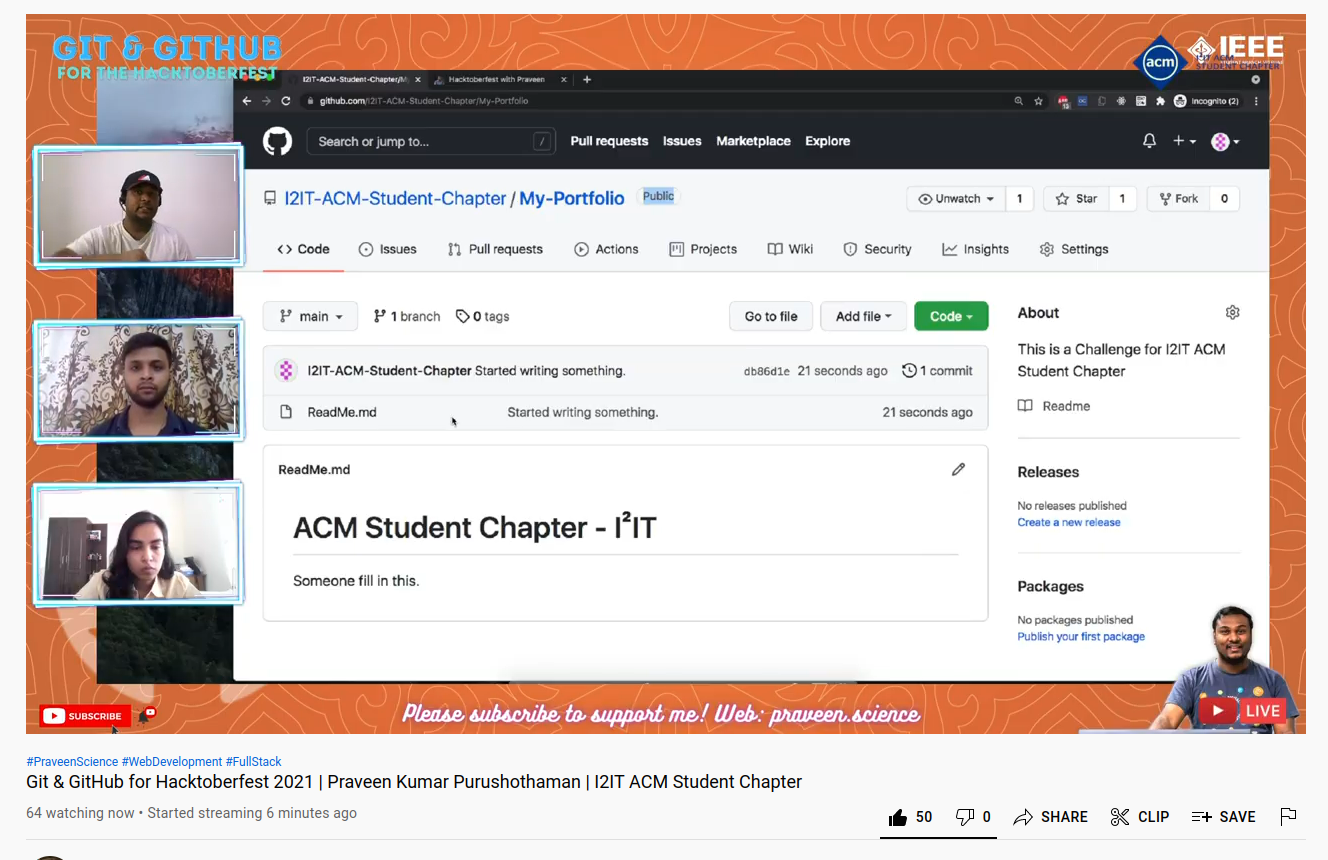 GIT & GITHUB
FOR THE HACKTOBERFEST
acm
IEEE
STUDENT CHAPTER
I2IT-ACM-Student-Chapter/M
Hacktoberfest with Praveen
github.com/I2IT-ACM-Student-Chapter/My-Portfolio
Incognito (2)
Search or jump to... /
Pull requests Issues Marketplace Explore
I2IT-ACM-Student-Chapter / My-Portfolio Public
Unwatch 1 Star 1 Fork 0
Code Issues Pull requests Actions Projects Wiki Security Insights Settings
main 1 branch 0 tags Go to file Add file Code
I2IT-ACM-Student-Chapter Started writing something. db86d1e 21 seconds ago 1 commit
ReadMe.md Started writing something. 21 seconds ago
ReadMe.md
ACM Student Chapter - I²IT
Someone fill in this.
About
This is a Challenge for I2IT ACM
Student Chapter
Readme
Releases
No releases published
Create a new release
Packages
No packages published
Publish your first package
SUBSCRIBE
Please subscribe to support me! Web: praveen.science
LIVE
#PraveenScience #WebDevelopment #FullStack
Git & GitHub for Hacktoberfest 2021 | Praveen Kumar Purushothaman | I2IT ACM Student Chapter
64 watching now • Started streaming 6 minutes ago
50 0 SHARE CLIP SAVE